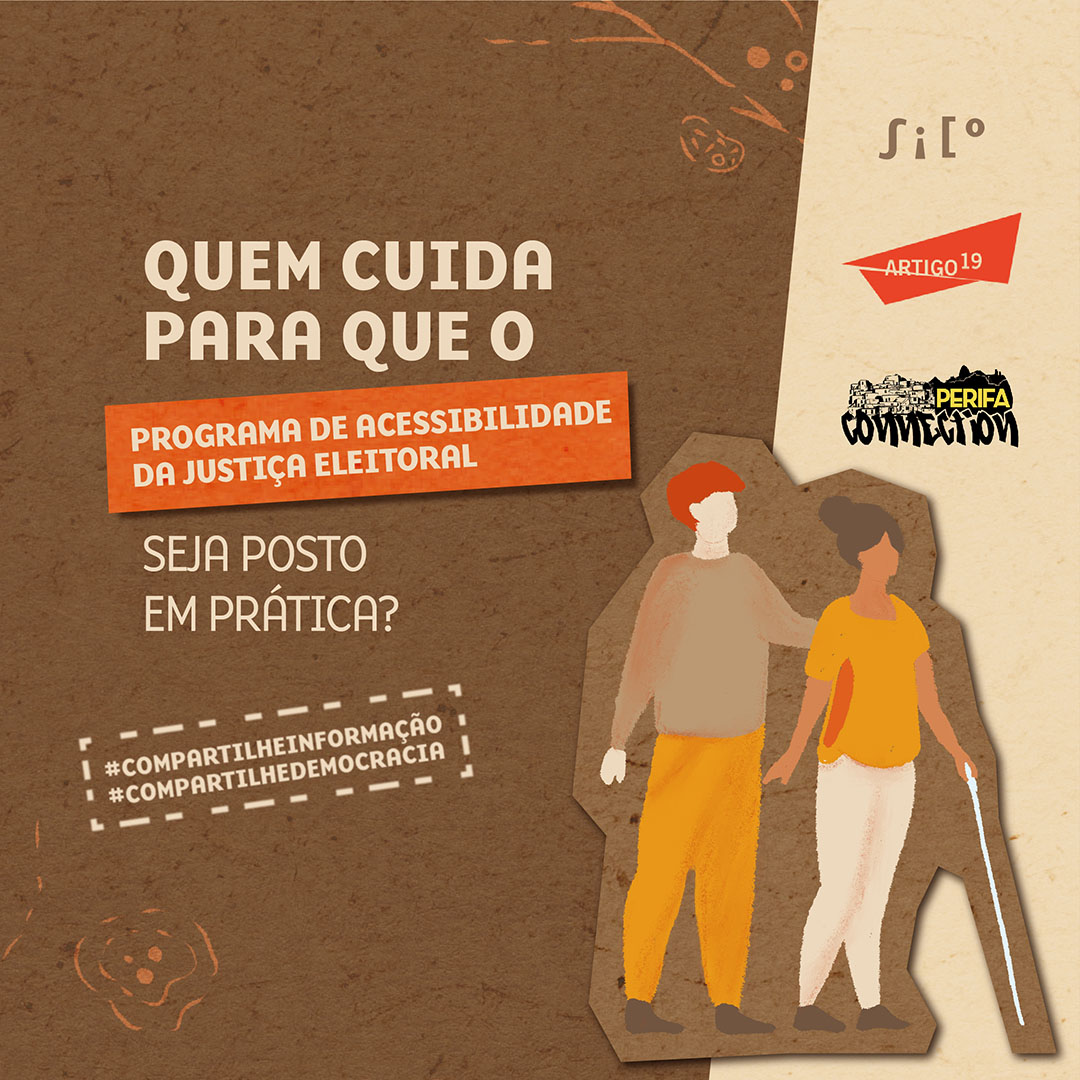 QUEM CUIDA
PARA QUE O
PROGRAMA DE ACESSIBILIDADE
DA JUSTIÇA ELEITORAL
SEJA POSTO
EM PRÁTICA?
#COMPARTILHEINFORMAÇÃO
#COMPARTILHEDEMOCRACIA
SiCo
ARTIGO 19
PERIFA
CONNECTION